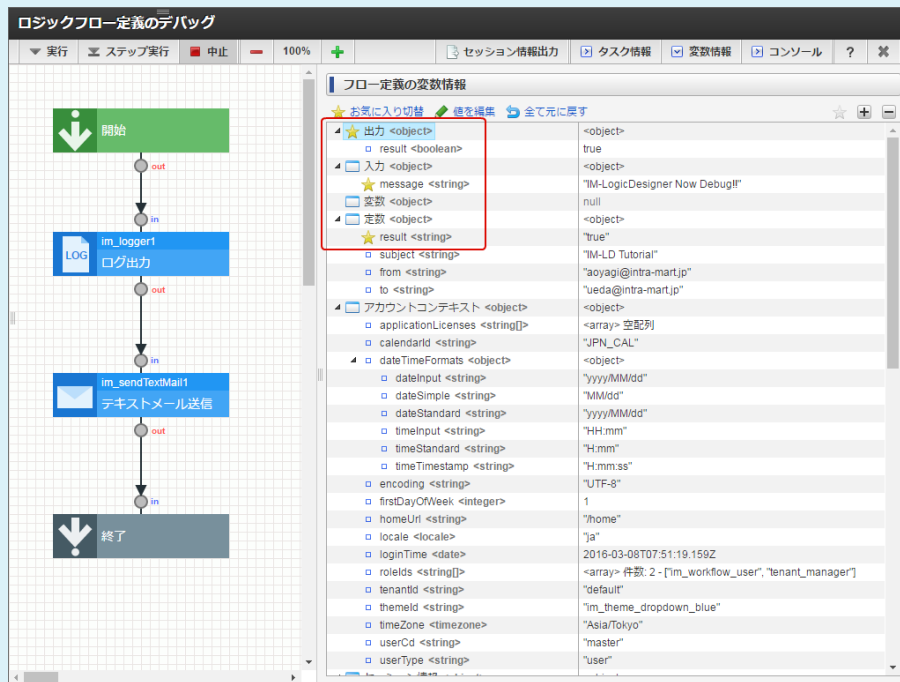 ロジックフロー定義のデバッグ
実行 ステップ実行 中止 100% セッション情報出力 タスク情報 変数情報 コンソール ?
フロー定義の変数情報
お気に入り切替 値を編集 全て元に戻す
開始
out
in
im_logger1
LOG
ログ出力
out
in
im_sendTextMail1
テキストメール送信
out
in
終了
出力 <object> <object>
result <boolean> true
入力 <object> <object>
message <string> "IM-LogicDesigner Now Debug!!"
変数 <object> null
定数 <object> <object>
result <string> "true"
subject <string> "IM-LD Tutorial"
from <string> "aoyagi@intra-mart.jp"
to <string> "ueda@intra-mart.jp"
アカウントコンテキスト <object> <object>
applicationLicenses <string[]> <array> 空配列
calendarId <string> "JPN_CAL"
dateTimeFormats <object> <object>
dateInput <string> "yyyy/MM/dd"
dateSimple <string> "MM/dd"
dateStandard <string> "yyyy/MM/dd"
timeInput <string> "HH:mm"
timeStandard <string> "H:mm"
timeTimestamp <string> "H:mm:ss"
encoding <string> "UTF-8"
firstDayOfWeek <integer> 1
homeUrl <string> "/home"
locale <locale> "ja"
loginTime <date> 2016-03-08T07:51:19.159Z
roleIds <string[]> <array> 件数: 2 - ["im_workflow_user", "tenant_manager"]
tenantId <string> "default"
themeId <string> "im_theme_dropdown_blue"
timeZone <timezone> "Asia/Tokyo"
userCd <string> "master"
userType <string> "user"